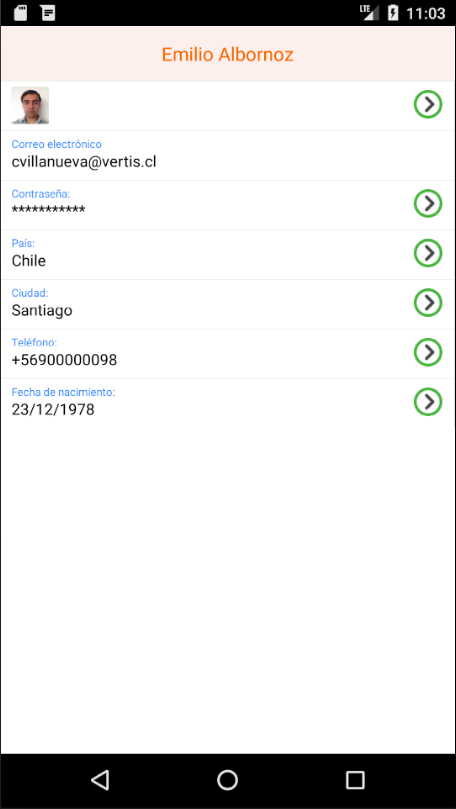 LTE 11:03
Emilio Albornoz
Correo electrónico
cvillanueva@vertis.cl
Contraseña:
***********
País:
Chile
Ciudad:
Santiago
Teléfono:
+56900000098
Fecha de nacimiento:
23/12/1978